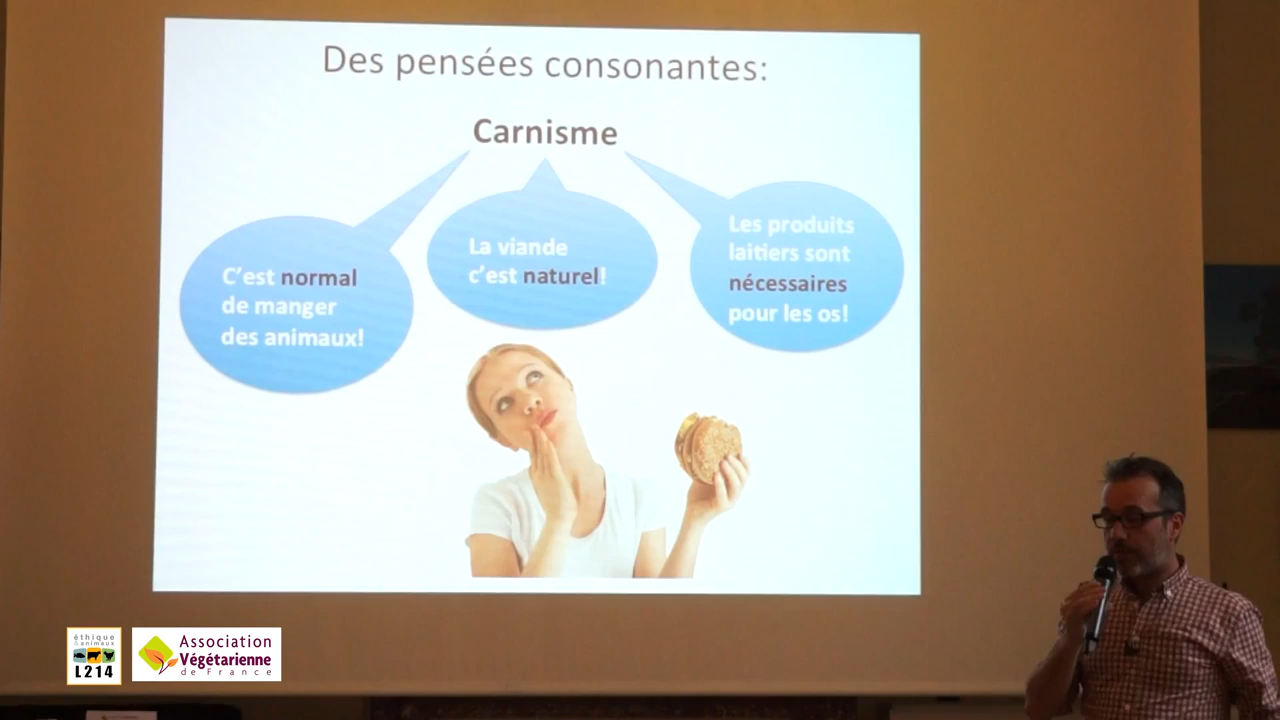 Des pensées consonantes:
Carnisme
C'est normal
de manger
des animaux!
La viande
c'est naturel!
Les produits
laitiers sont
nécessaires
pour les os!
éthique
& animaux
L214
Association
Végétarienne
de France